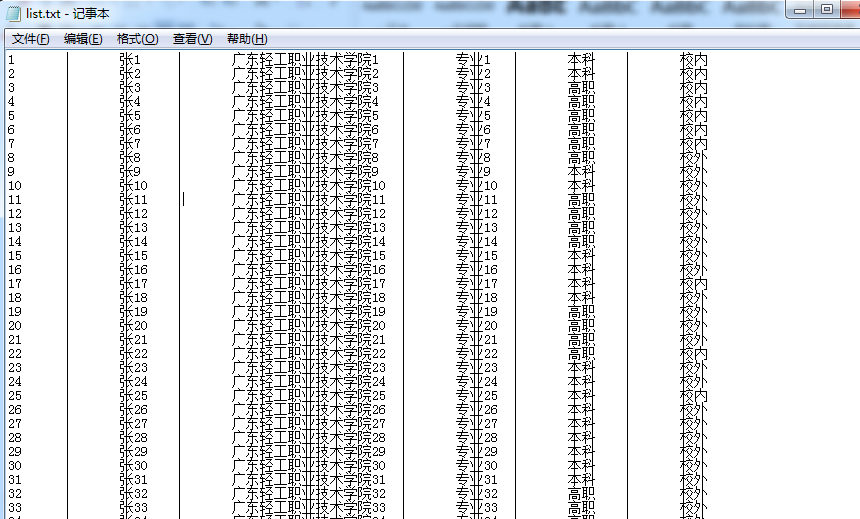 list.txt - 记事本
文件(F) 编辑(E) 格式(O) 查看(V) 帮助(H)
1 | 张1 | 广东轻工职业技术学院1 | 专业1 | 本科 | 校内
2 | 张2 | 广东轻工职业技术学院2 | 专业2 | 本科 | 校内
3 | 张3 | 广东轻工职业技术学院3 | 专业3 | 高职 | 校内
4 | 张4 | 广东轻工职业技术学院4 | 专业4 | 高职 | 校内
5 | 张5 | 广东轻工职业技术学院5 | 专业5 | 高职 | 校内
6 | 张6 | 广东轻工职业技术学院6 | 专业6 | 高职 | 校内
7 | 张7 | 广东轻工职业技术学院7 | 专业7 | 高职 | 校内
8 | 张8 | 广东轻工职业技术学院8 | 专业8 | 高职 | 校外
9 | 张9 | 广东轻工职业技术学院9 | 专业9 | 本科 | 校外
10 | 张10 | 广东轻工职业技术学院10 | 专业10 | 本科 | 校外
11 | 张11 | 广东轻工职业技术学院11 | 专业11 | 高职 | 校外
12 | 张12 | 广东轻工职业技术学院12 | 专业12 | 高职 | 校外
13 | 张13 | 广东轻工职业技术学院13 | 专业13 | 高职 | 校外
14 | 张14 | 广东轻工职业技术学院14 | 专业14 | 高职 | 校外
15 | 张15 | 广东轻工职业技术学院15 | 专业15 | 本科 | 校外
16 | 张16 | 广东轻工职业技术学院16 | 专业16 | 本科 | 校外
17 | 张17 | 广东轻工职业技术学院17 | 专业17 | 本科 | 校内
18 | 张18 | 广东轻工职业技术学院18 | 专业18 | 本科 | 校外
19 | 张19 | 广东轻工职业技术学院19 | 专业19 | 高职 | 校外
20 | 张20 | 广东轻工职业技术学院20 | 专业20 | 高职 | 校外
21 | 张21 | 广东轻工职业技术学院21 | 专业21 | 高职 | 校外
22 | 张22 | 广东轻工职业技术学院22 | 专业22 | 高职 | 校内
23 | 张23 | 广东轻工职业技术学院23 | 专业23 | 本科 | 校外
24 | 张24 | 广东轻工职业技术学院24 | 专业24 | 本科 | 校外
25 | 张25 | 广东轻工职业技术学院25 | 专业25 | 本科 | 校内
26 | 张26 | 广东轻工职业技术学院26 | 专业26 | 本科 | 校外
27 | 张27 | 广东轻工职业技术学院27 | 专业27 | 本科 | 校外
28 | 张28 | 广东轻工职业技术学院28 | 专业28 | 本科 | 校外
29 | 张29 | 广东轻工职业技术学院29 | 专业29 | 本科 | 校外
30 | 张30 | 广东轻工职业技术学院30 | 专业30 | 本科 | 校外
31 | 张31 | 广东轻工职业技术学院31 | 专业31 | 本科 | 校外
32 | 张32 | 广东轻工职业技术学院32 | 专业32 | 高职 | 校外
33 | 张33 | 广东轻工职业技术学院33 | 专业33 | 高职 | 校外